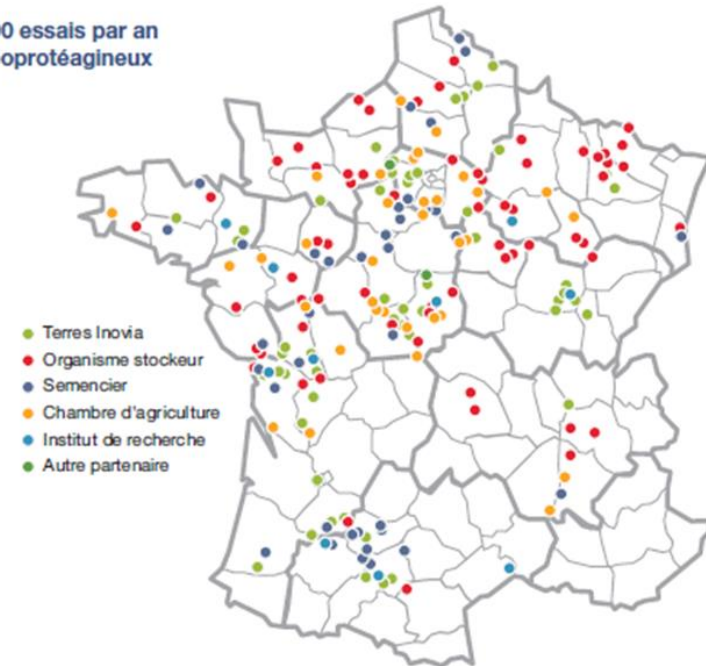 0 essais par an
oprotéagineux
Terres Inovia
Organisme stockeur
Semencier
Chambre d'agriculture
Institut de recherche
Autre partenaire